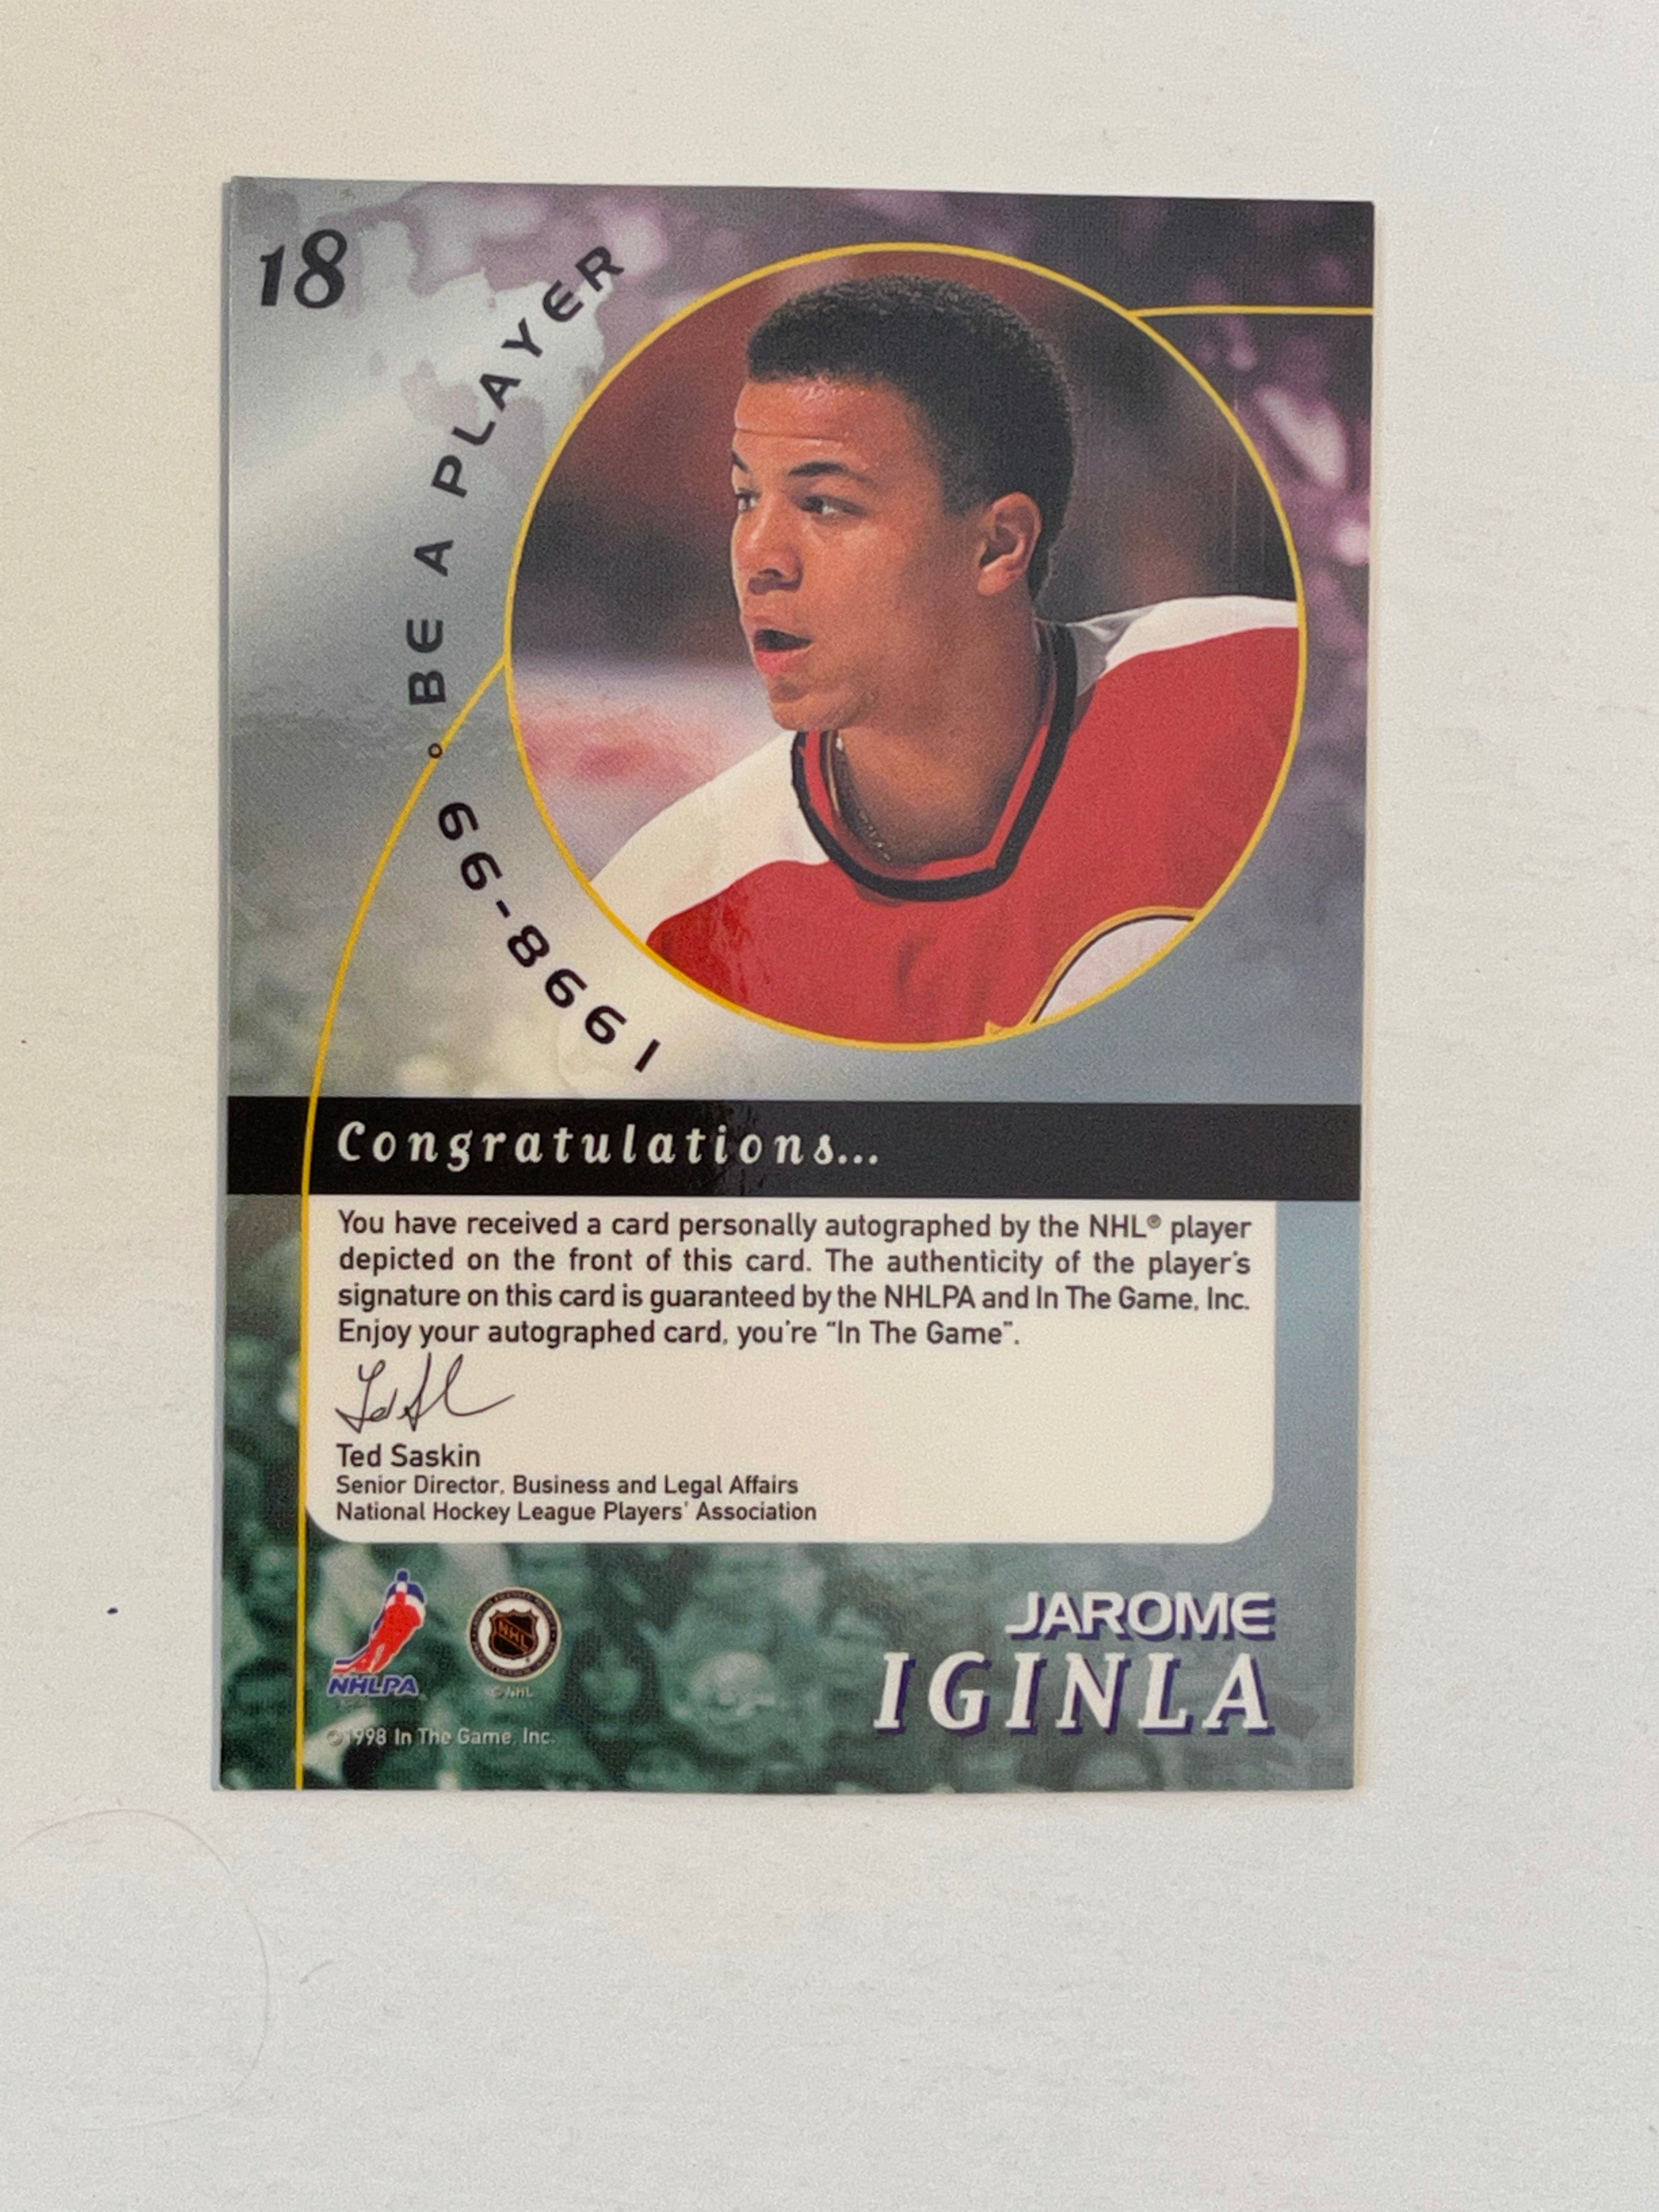 18
1998-99 ° BE A PLAYER
Congratulations...
You have received a card personally autographed by the NHL® player
depicted on the front of this card. The authenticity of the player's
signature on this card is guaranteed by the NHLPA and In The Game, Inc.
Enjoy your autographed card, you're "In The Game".
Ted Saskin
Senior Director, Business and Legal Affairs
National Hockey League Players' Association
JAROME
IGINLA
NHL
NHLPA
© NHL
©1998 In The Game, Inc.